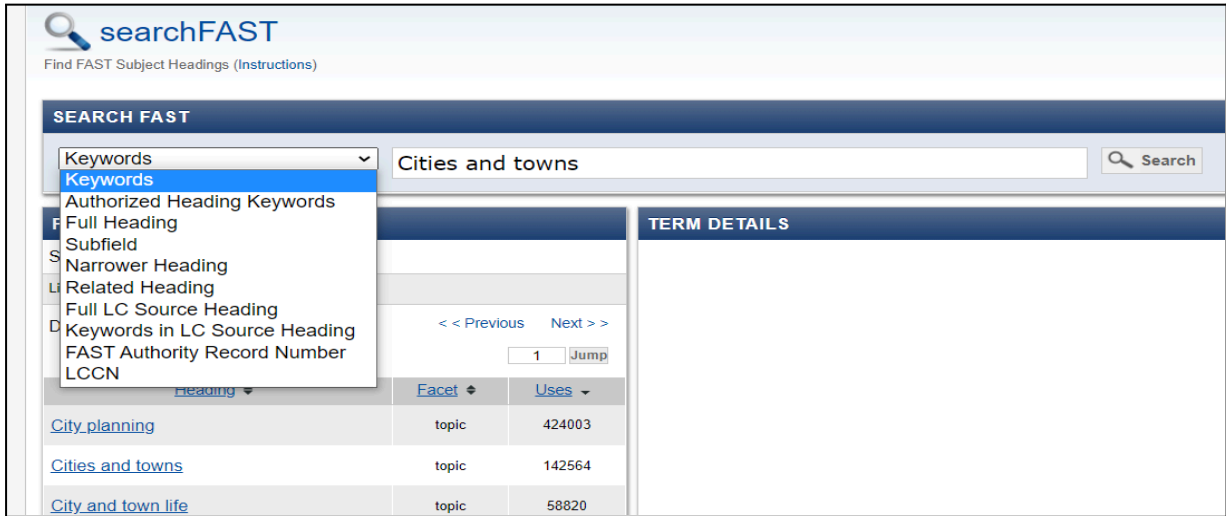 searchFAST
Find FAST Subject Headings (Instructions)
SEARCH FAST
Keywords
Cities and towns
Search
Keywords
Authorized Heading Keywords
Full Heading
Subfield
Narrower Heading
Related Heading
Full LC Source Heading
Keywords in LC Source Heading
FAST Authority Record Number
LCCN
TERM DETAILS
< < Previous Next > >
1 Jump
Heading Facet Uses
City planning topic 424003
Cities and towns topic 142564
City and town life topic 58820